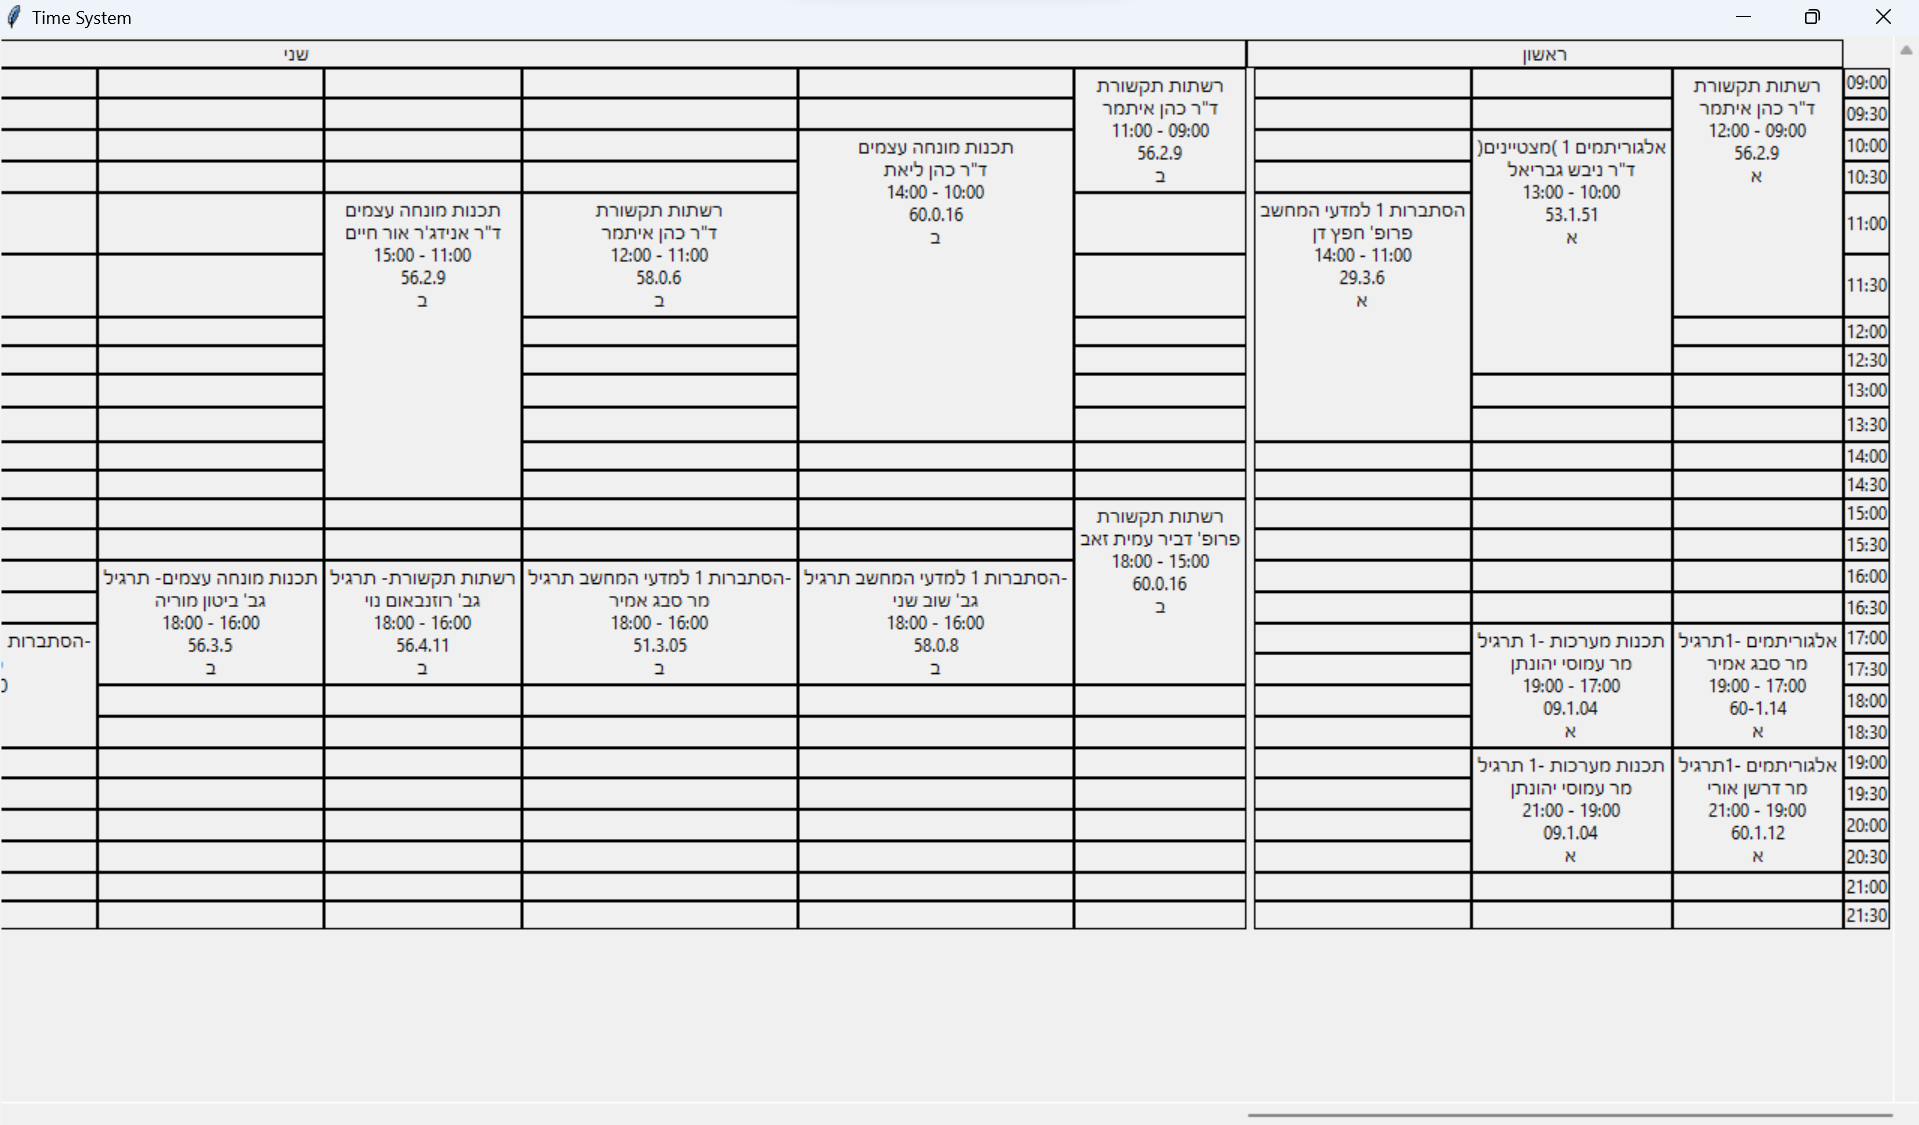 Time System
ראשון
שני
09:00
09:30
10:00
10:30
11:00
11:30
12:00
12:30
13:00
13:30
14:00
14:30
15:00
15:30
16:00
16:30
17:00
17:30
18:00
18:30
19:00
19:30
20:00
20:30
21:00
21:30
רשתות תקשורת
ד"ר כהן איתמר
12:00 - 09:00
56.2.9
א
אלגוריתמים -1תרגיל
מר סבג אמיר
19:00 - 17:00
60-1.14
א
אלגוריתמים -1תרגיל
מר דרשן אורי
21:00 - 19:00
60.1.12
א
אלגוריתמים 1 )מצטיינים(
ד"ר ניבש גבריאל
13:00 - 10:00
53.1.51
א
תכנות מערכות -1 תרגיל
מר עמוסי יהונתן
19:00 - 17:00
09.1.04
א
תכנות מערכות -1 תרגיל
מר עמוסי יהונתן
21:00 - 19:00
09.1.04
א
הסתברות 1 למדעי המחשב
פרופ' חפץ דן
14:00 - 11:00
29.3.6
א
רשתות תקשורת
ד"ר כהן איתמר
11:00 - 09:00
56.2.9
ב
רשתות תקשורת
פרופ' דביר עמית זאב
18:00 - 15:00
60.0.16
ב
תכנות מונחה עצמים
ד"ר כהן ליאת
14:00 - 10:00
60.0.16
ב
-הסתברות 1 למדעי המחשב תרגיל
גב' שוב שני
18:00 - 16:00
58.0.8
ב
רשתות תקשורת
ד"ר כהן איתמר
12:00 - 11:00
58.0.6
ב
-הסתברות 1 למדעי המחשב תרגיל
מר סבג אמיר
18:00 - 16:00
51.3.05
ב
תכנות מונחה עצמים
ד"ר אנידג'ר אור חיים
15:00 - 11:00
56.2.9
ב
רשתות תקשורת- תרגיל
גב' רוזנבאום נוי
18:00 - 16:00
56.4.11
ב
תכנות מונחה עצמים- תרגיל
גב' ביטון מוריה
18:00 - 16:00
56.3.5
ב
-הסתברות